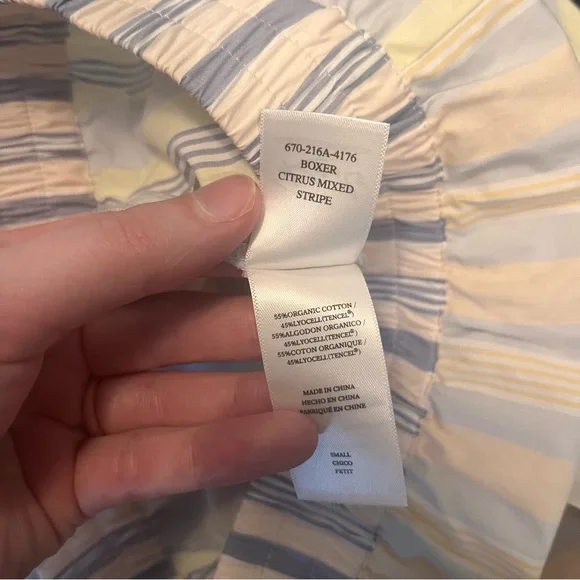 670-216A-4176
BOXER
CITRUS MIXED
STRIPE
55%ORGANIC COTTON /
45%LYOCELL(TENCEL®)
55%ALGODON ORGANICO /
45%LYOCELL(TENCEL®)
55%COTON ORGANIQUE /
45%LYOCELL(TENCEL®)
MADE IN CHINA
HECHO EN CHINA
FABRIQUÉ EN CHINE
SMALL
CHICO
PETIT